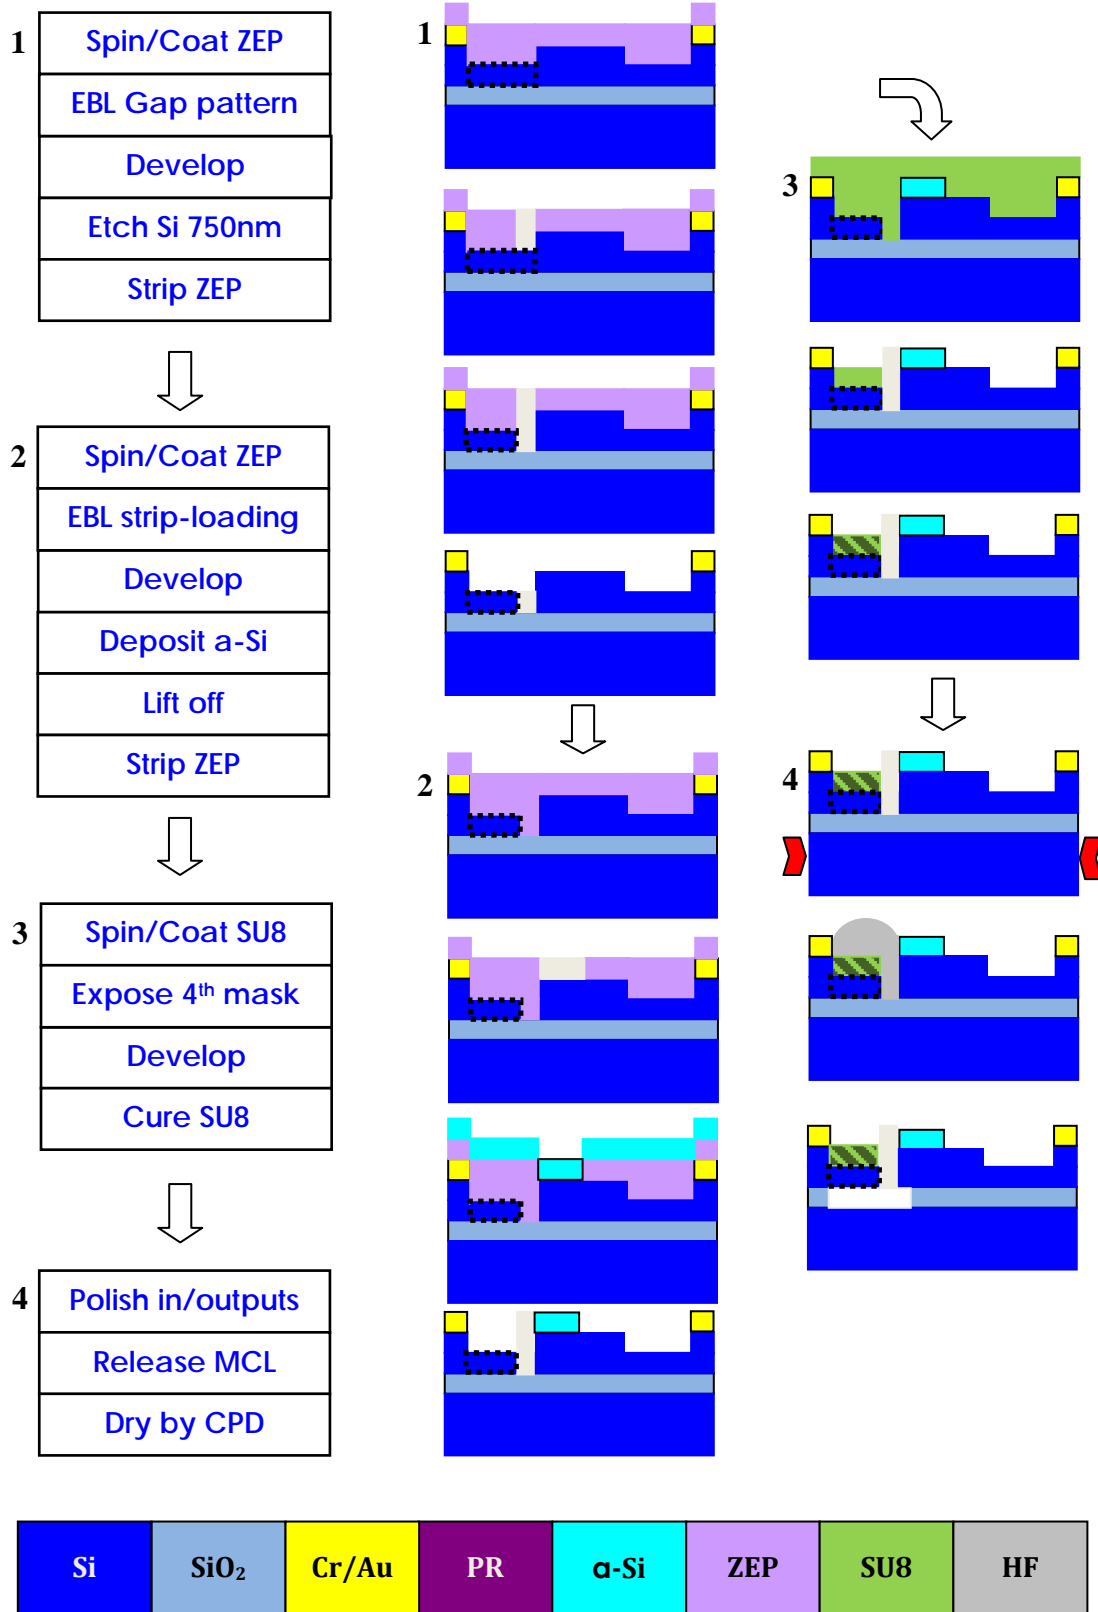 1
Spin/Coat ZEP
EBL Gap pattern
Develop
Etch Si 750nm
Strip ZEP
2
Spin/Coat ZEP
EBL strip-loading
Develop
Deposit a-Si
Lift off
Strip ZEP
3
Spin/Coat SU8
Expose 4th mask
Develop
Cure SU8
4
Polish in/outputs
Release MCL
Dry by CPD
1
2
3
4
Si
SiO₂
Cr/Au
PR
α-Si
ZEP
SU8
HF